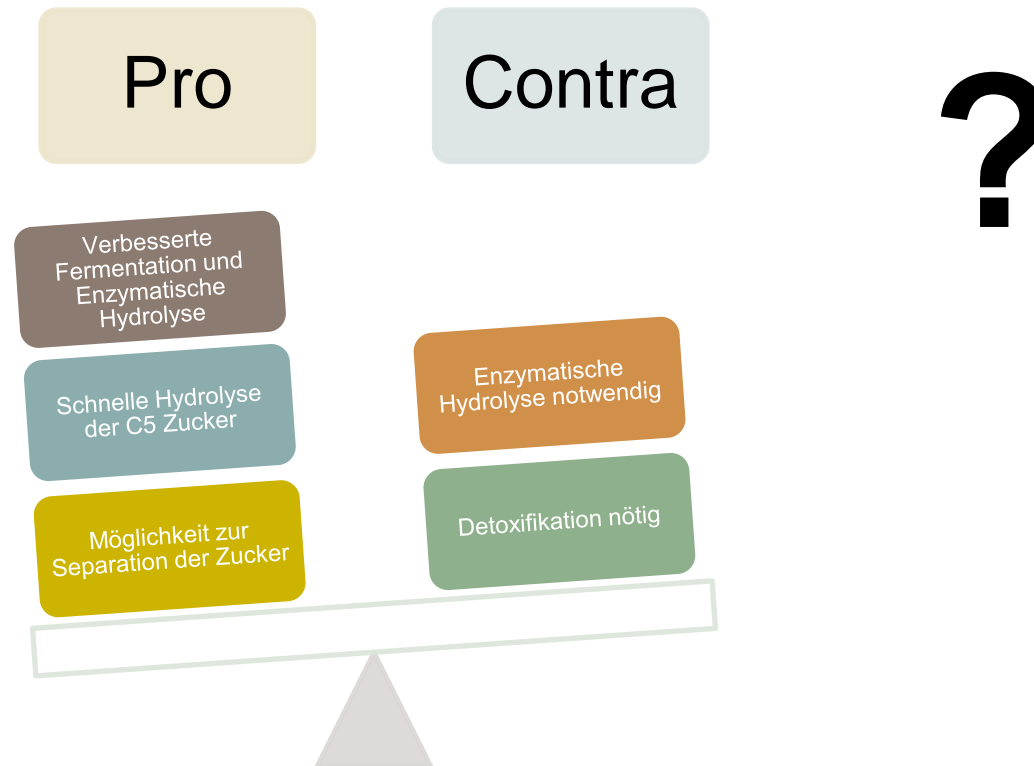 Pro
Contra
?
Verbesserte
Fermentation und
Enzymatische
Hydrolyse
Schnelle Hydrolyse
der C5 Zucker
Möglichkeit zur
Separation der Zucker
Enzymatische
Hydrolyse notwendig
Detoxifikation nötig